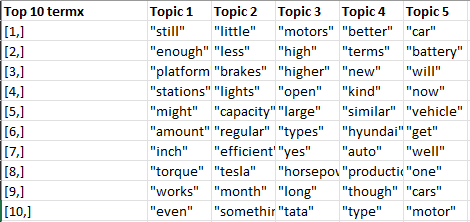 Top 10 termx Topic 1 Topic 2 Topic 3 Topic 4 Topic 5
[1,] "still" "little" "motors" "better" "car"
[2,] "enough" "less" "high" "terms" "battery"
[3,] "platform "brakes" "higher" "new" "will"
[4,] "stations" "lights" "open" "kind" "now"
[5,] "might" "capacity" "large" "similar" "vehicle"
[6,] "amount" "regular" "types" "hyundai" "get"
[7,] "inch" "efficient" "yes" "auto" "well"
[8,] "torque" "tesla" "horsepov "productio "one"
[9,] "works" "month" "long" "though" "cars"
[10,] "even" "somethin "tata" "type" "motor"